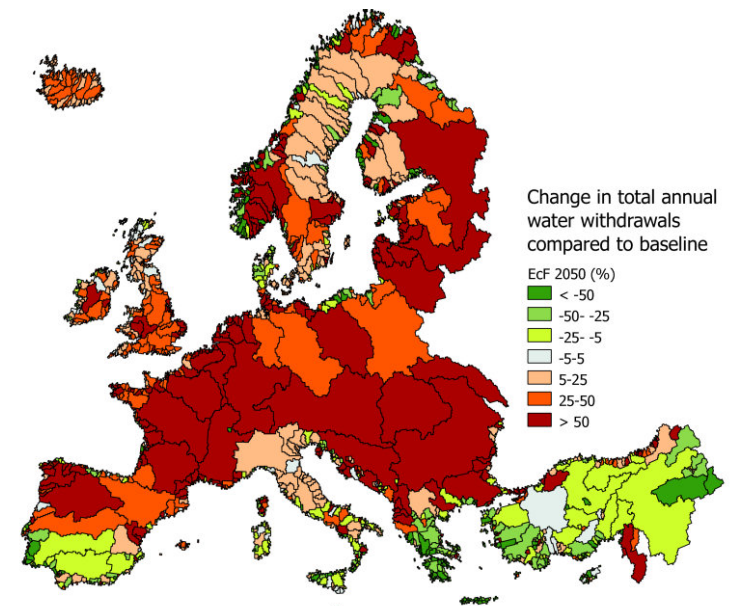 Change in total annual
water withdrawals
compared to baseline
EcF 2050 (%)
< -50
-50- -25
-25- -5
-5-5
5-25
25-50
> 50